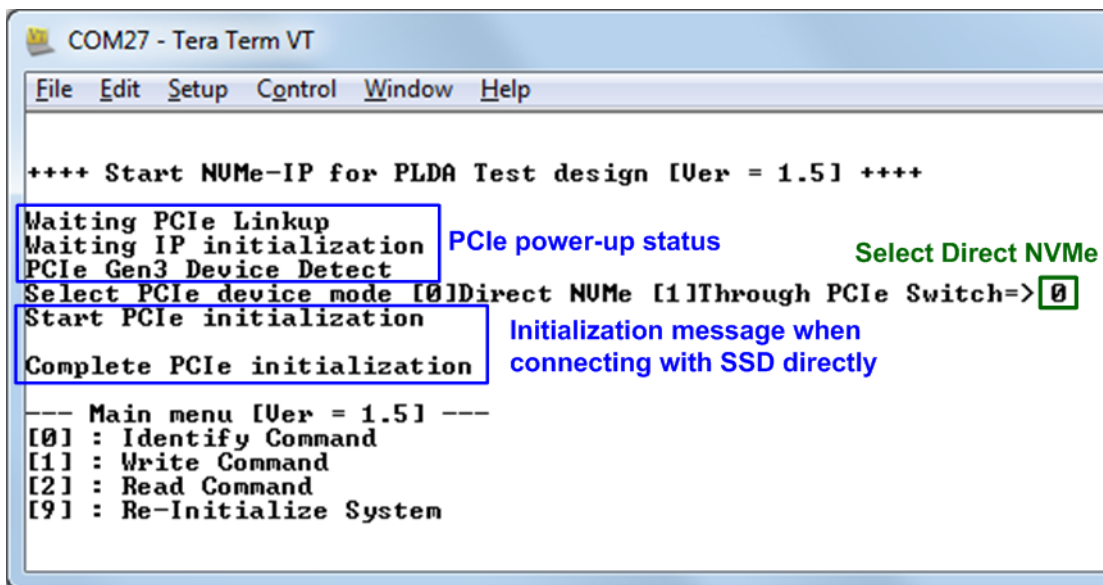 COM27 - Tera Term VT
File Edit Setup Control Window Help
++++ Start NVMe-IP for PLDA Test design [Ver = 1.5] ++++
Waiting PCIe Linkup
Waiting IP initialization
PCIe power-up status
PCIe Gen3 Device Detect
Select Direct NVMe
Select PCIe device mode [0]Direct NVMe [1]Through PCIe Switch=> 0
Start PCIe initialization
Initialization message when
connecting with SSD directly
Complete PCIe initialization
--- Main menu [Ver = 1.5] ---
[0] : Identify Command
[1] : Write Command
[2] : Read Command
[9] : Re-Initialize System